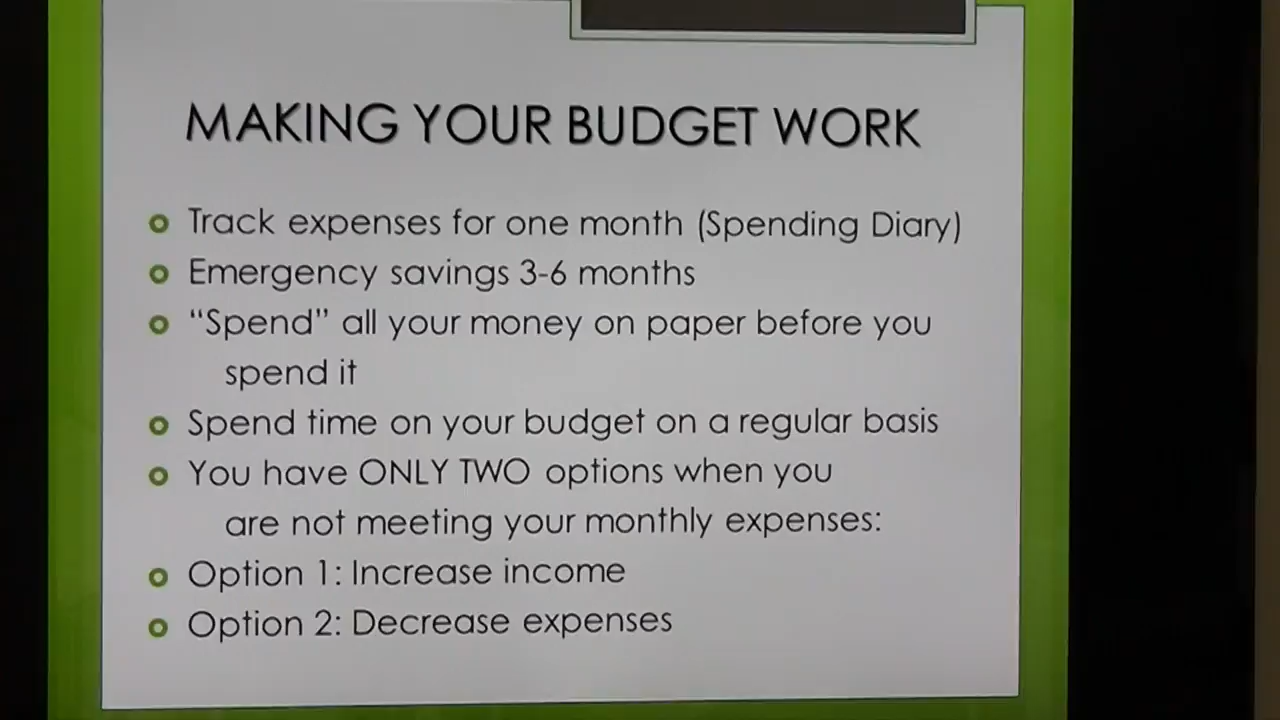 MAKING YOUR BUDGET WORK
Track expenses for one month (Spending Diary)
Emergency savings 3-6 months
“Spend” all your money on paper before you
spend it
Spend time on your budget on a regular basis
You have ONLY TWO options when you
are not meeting your monthly expenses:
Option 1: Increase income
Option 2: Decrease expenses